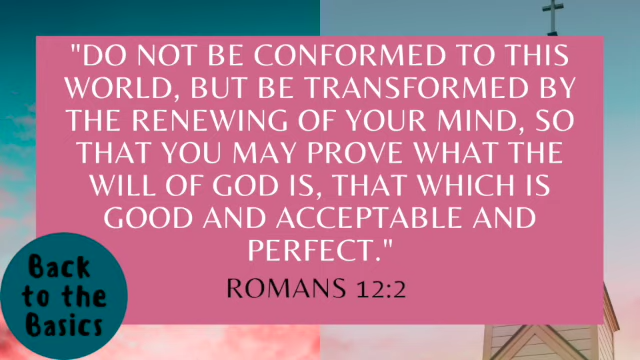 "DO NOT BE CONFORMED TO THIS
WORLD, BUT BE TRANSFORMED BY
THE RENEWING OF YOUR MIND, SO
THAT YOU MAY PROVE WHAT THE
WILL OF GOD IS, THAT WHICH IS
GOOD AND ACCEPTABLE AND
PERFECT."
ROMANS 12:2
Back
to the
Basics